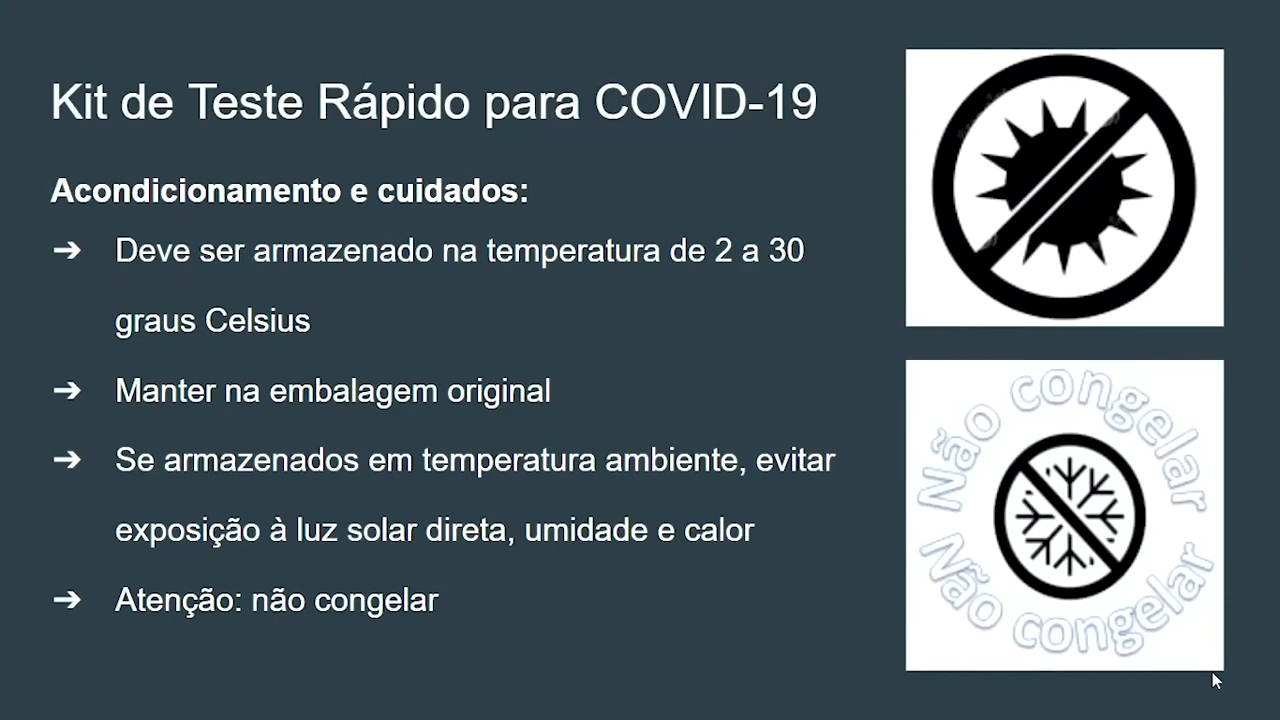 Kit de Teste Rápido para COVID-19
Acondicionamento e cuidados:
➔ Deve ser armazenado na temperatura de 2 a 30
graus Celsius
➔ Manter na embalagem original
➔ Se armazenados em temperatura ambiente, evitar
exposição à luz solar direta, umidade e calor
➔ Atenção: não congelar
Não congelar
Não congelar